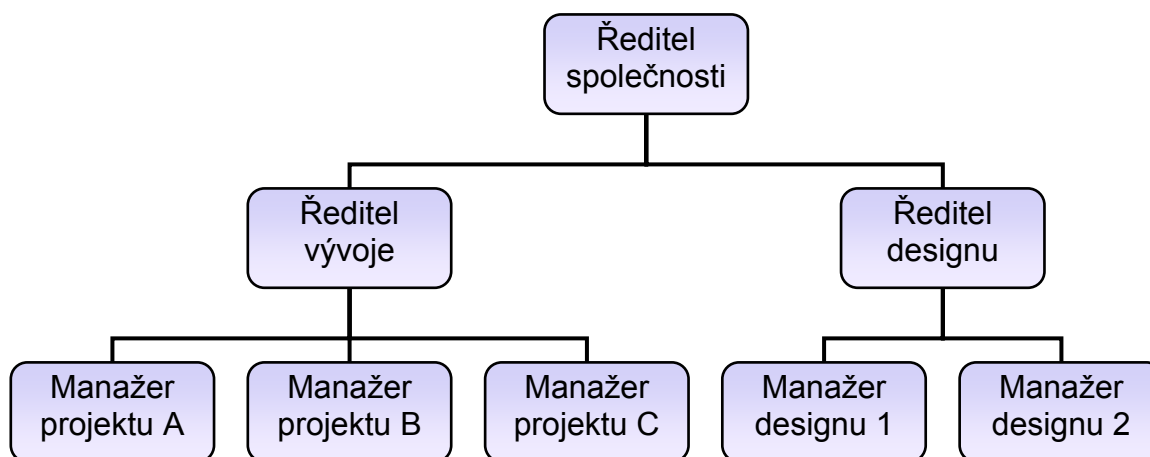 Ředitel
společnosti
Ředitel
vývoje
Ředitel
designu
Manažer
projektu A
Manažer
projektu B
Manažer
projektu C
Manažer
designu 1
Manažer
designu 2